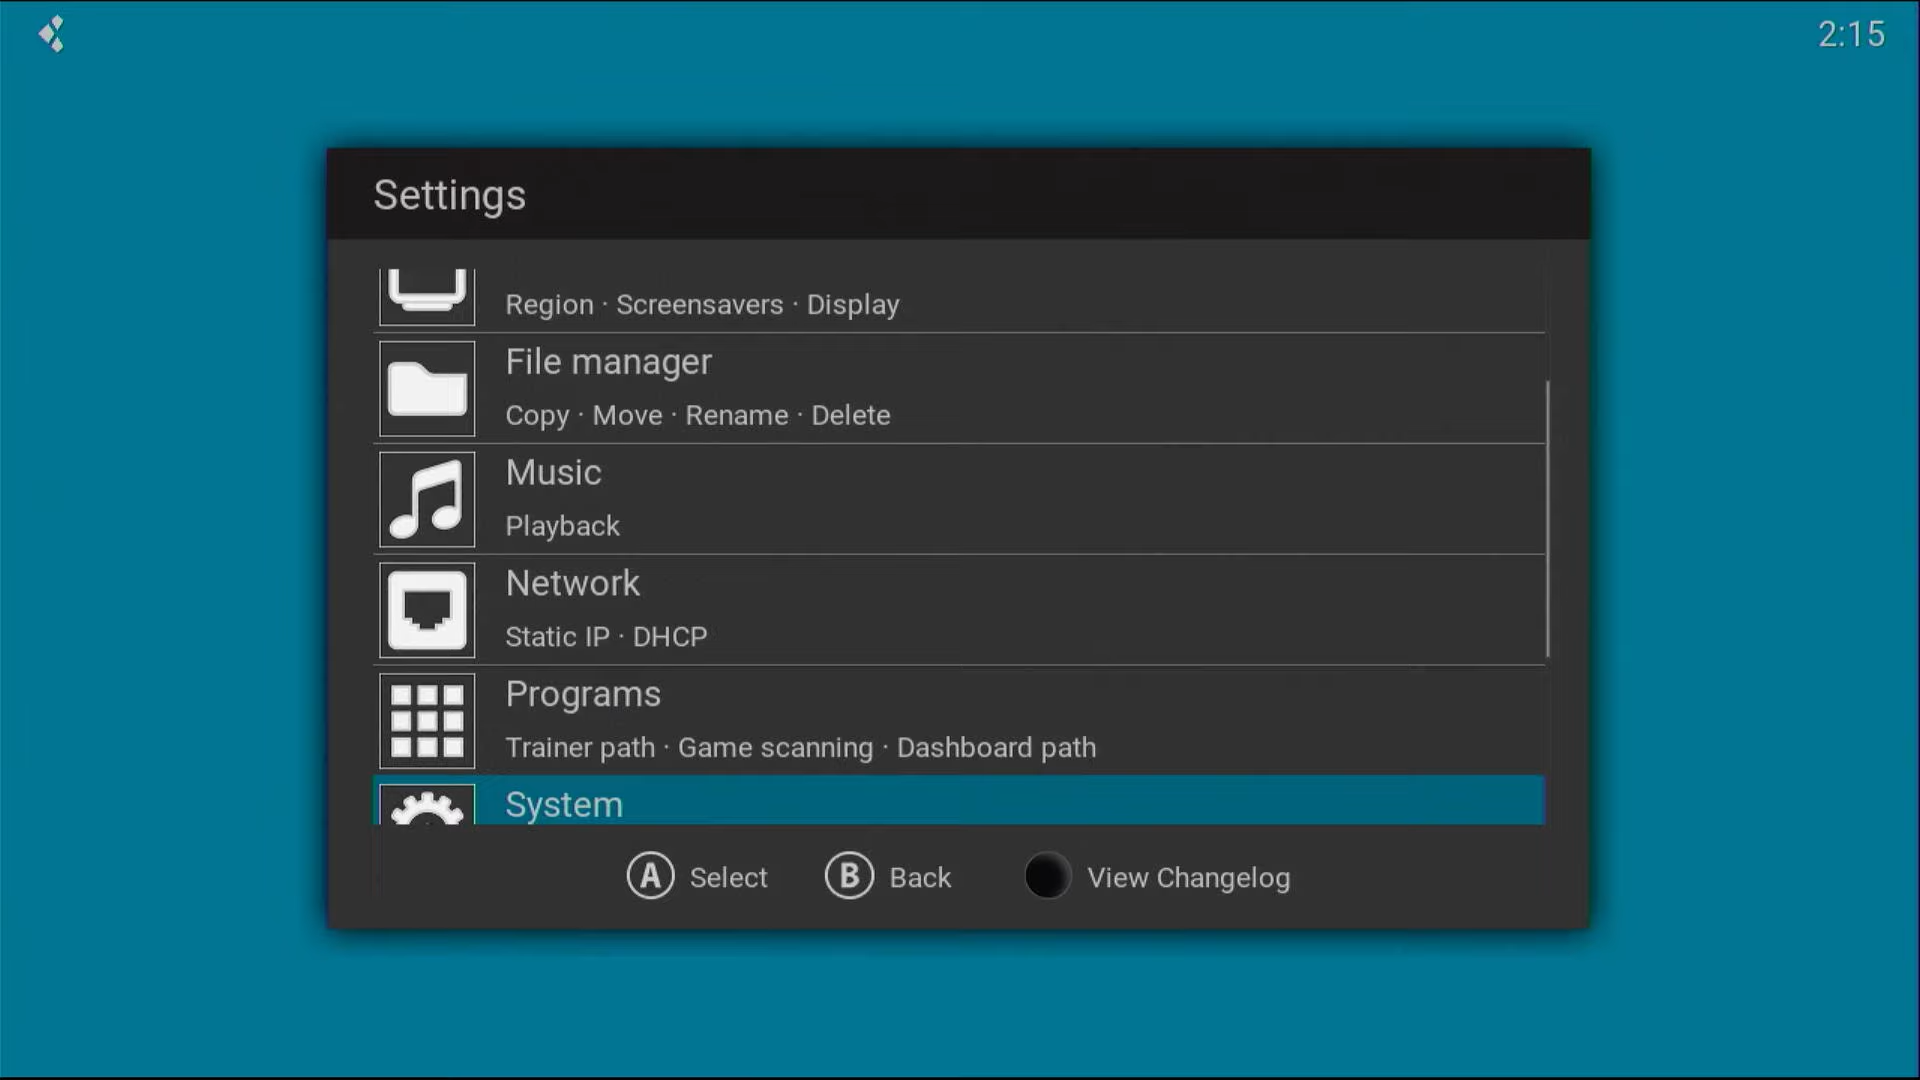 2:15
Settings
Region · Screensavers · Display
File manager
Copy · Move · Rename · Delete
Music
Playback
Network
Static IP · DHCP
Programs
Trainer path · Game scanning · Dashboard path
System
A Select B Back View Changelog